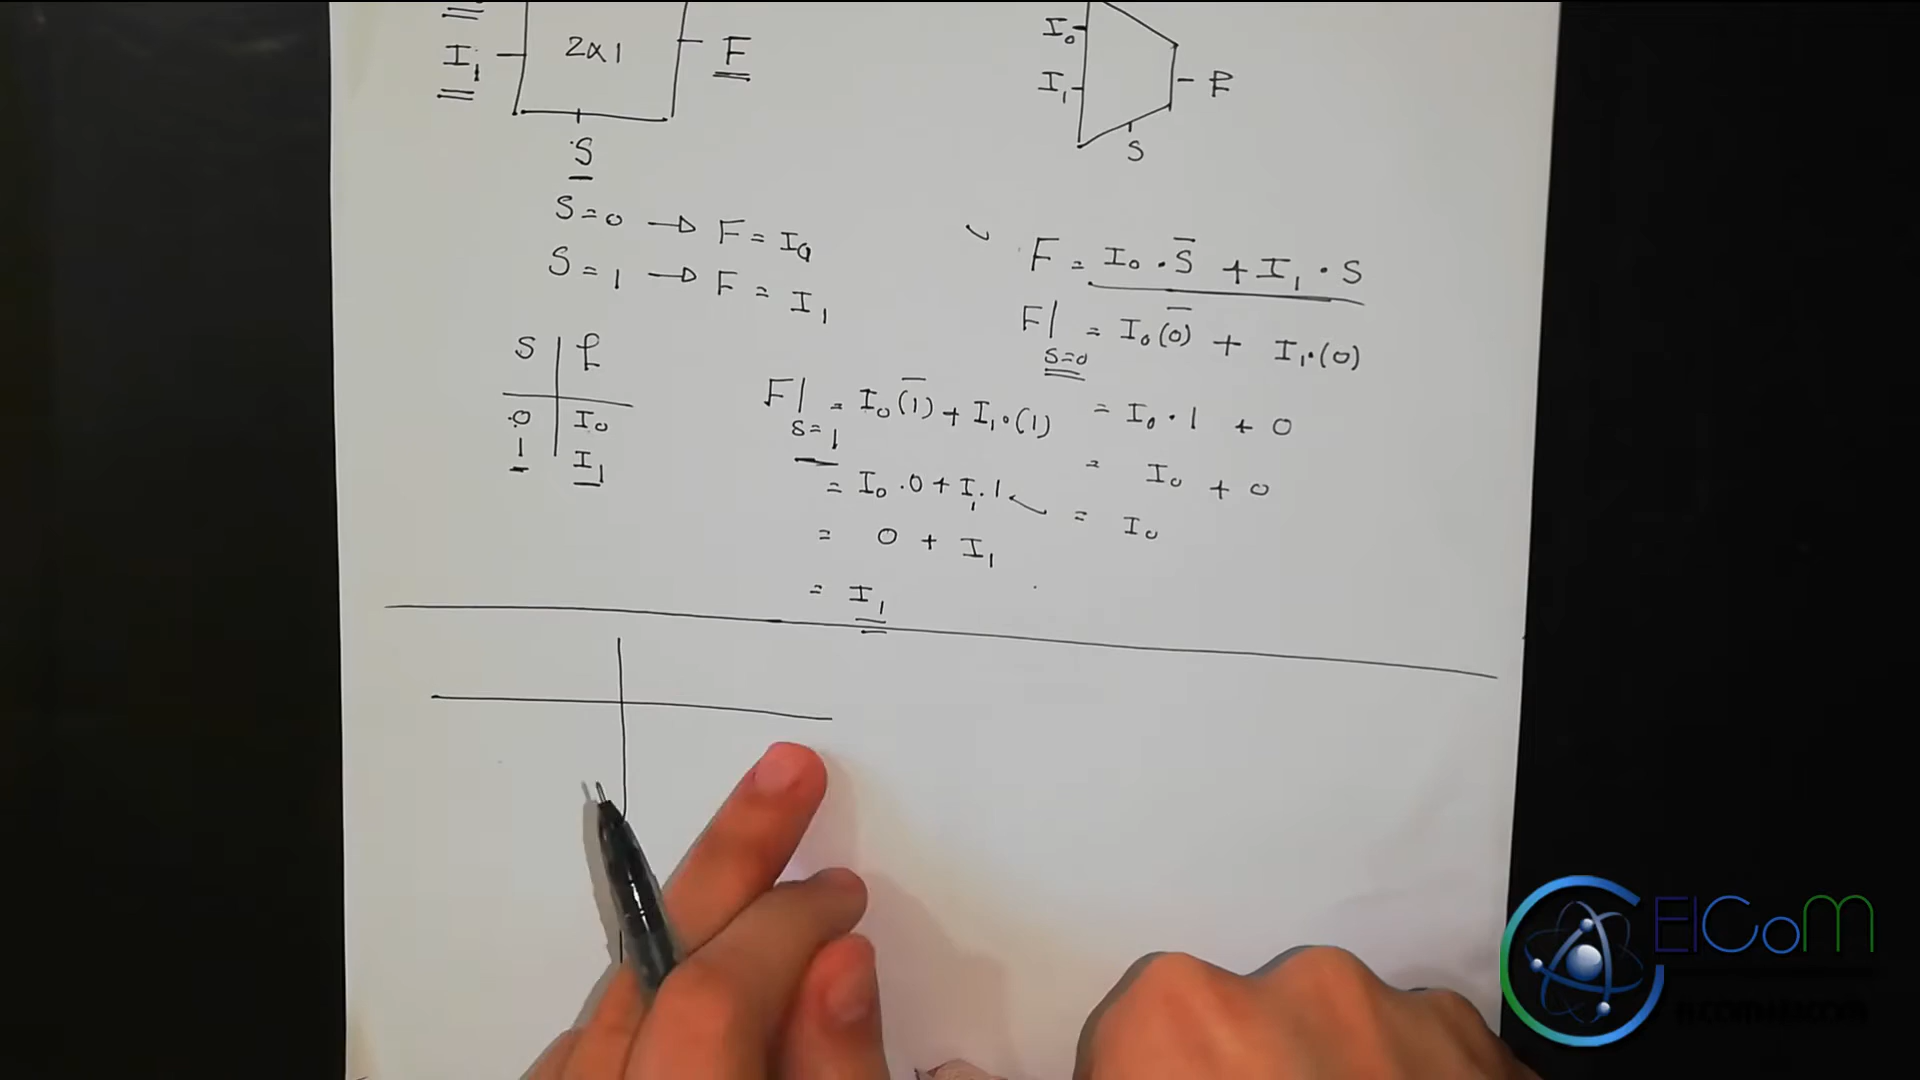 I₁ 2x1 F
S
S=0 → F = I₀
S=1 → F = I₁
S f
0 I₀
1 I₁
I₀
I₁ F
S
F = I₀ · S̅ + I₁ · S
F| S=0 = I₀(0̅) + I₁·(0)
= I₀ · 1 + 0
= I₀ + 0
= I₀
F| S=1 = I₀(1̅) + I₁·(1)
= I₀ · 0 + I₁ · 1
= 0 + I₁
= I₁
ElCoM